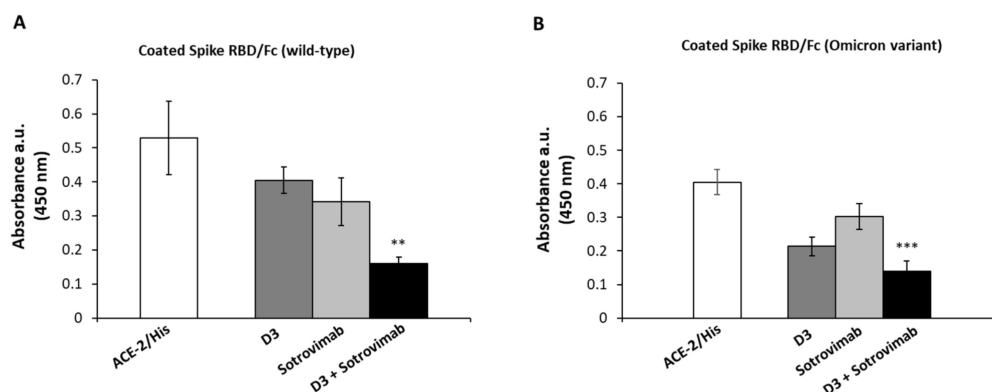 A
Coated Spike RBD/Fc (wild-type)
Absorbance a.u.
(450 nm)
0.7
0.6
0.5
0.4
0.3
0.2
0.1
0
**
ACE-2/His
D3
Sotrovimab
D3 + Sotrovimab
B
Coated Spike RBD/Fc (Omicron variant)
Absorbance a.u.
(450 nm)
0.7
0.6
0.5
0.4
0.3
0.2
0.1
0
***
ACE-2/His
D3
Sotrovimab
D3 + Sotrovimab